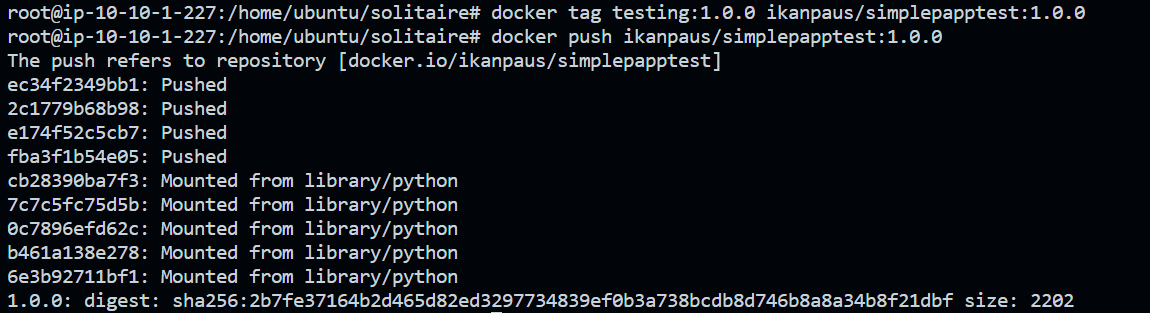 root@ip-10-10-1-227:/home/ubuntu/solitaire# docker tag testing:1.0.0 ikanpaus/simplepapptest:1.0.0
root@ip-10-10-1-227:/home/ubuntu/solitaire# docker push ikanpaus/simplepapptest:1.0.0
The push refers to repository [docker.io/ikanpaus/simplepapptest]
ec34f2349bb1: Pushed
2c1779b68b98: Pushed
e174f52c5cb7: Pushed
fba3f1b54e05: Pushed
cb28390ba7f3: Mounted from library/python
7c7c5fc75d5b: Mounted from library/python
0c7896efd62c: Mounted from library/python
b461a138e278: Mounted from library/python
6e3b92711bf1: Mounted from library/python
1.0.0: digest: sha256:2b7fe37164b2d465d82ed3297734839ef0b3a738bcdb8d746b8a8a34b8f21dbf size: 2202